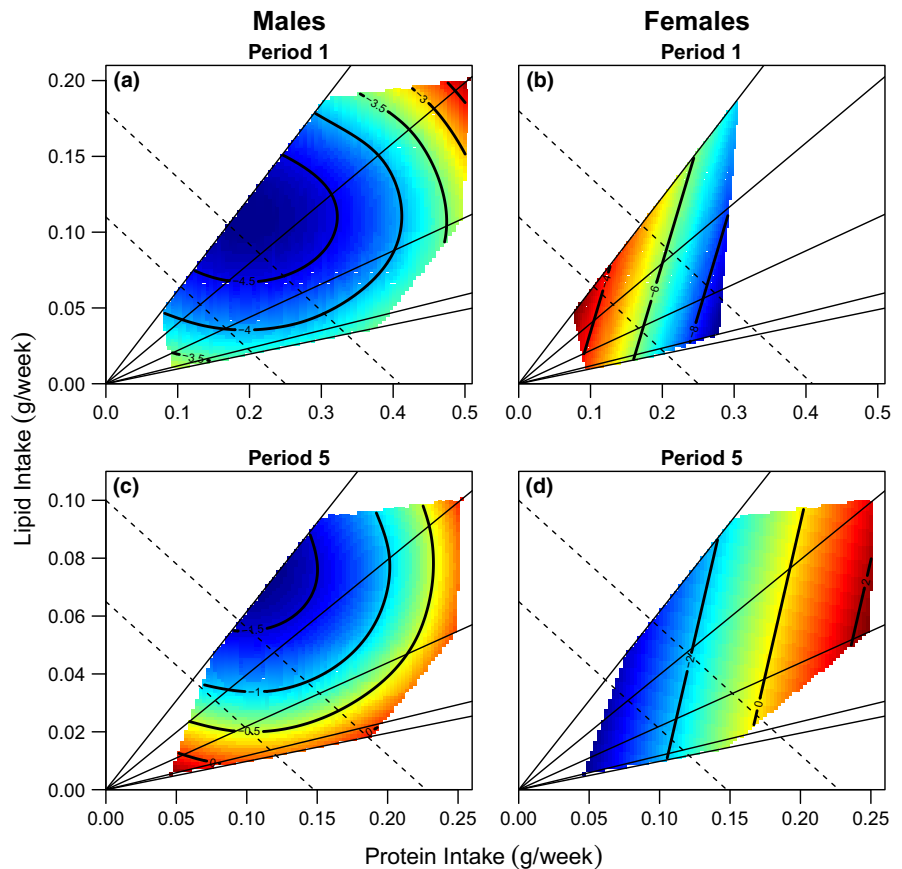 Males Females
Period 1 Period 1
(a) (b)
Lipid Intake (g/week)
0.20
0.15
0.10
0.05
0.00
−3.5
−3
−4.5
−4
−3.5
−6
−8
0.0 0.1 0.2 0.3 0.4 0.5
0.0 0.1 0.2 0.3 0.4 0.5
Period 5 Period 5
(c) (d)
0.10
0.08
0.06
0.04
0.02
0.00
−1
−0.5
0
−2
0
2
0.00 0.05 0.10 0.15 0.20 0.25
0.00 0.05 0.10 0.15 0.20 0.25
Protein Intake (g/week)